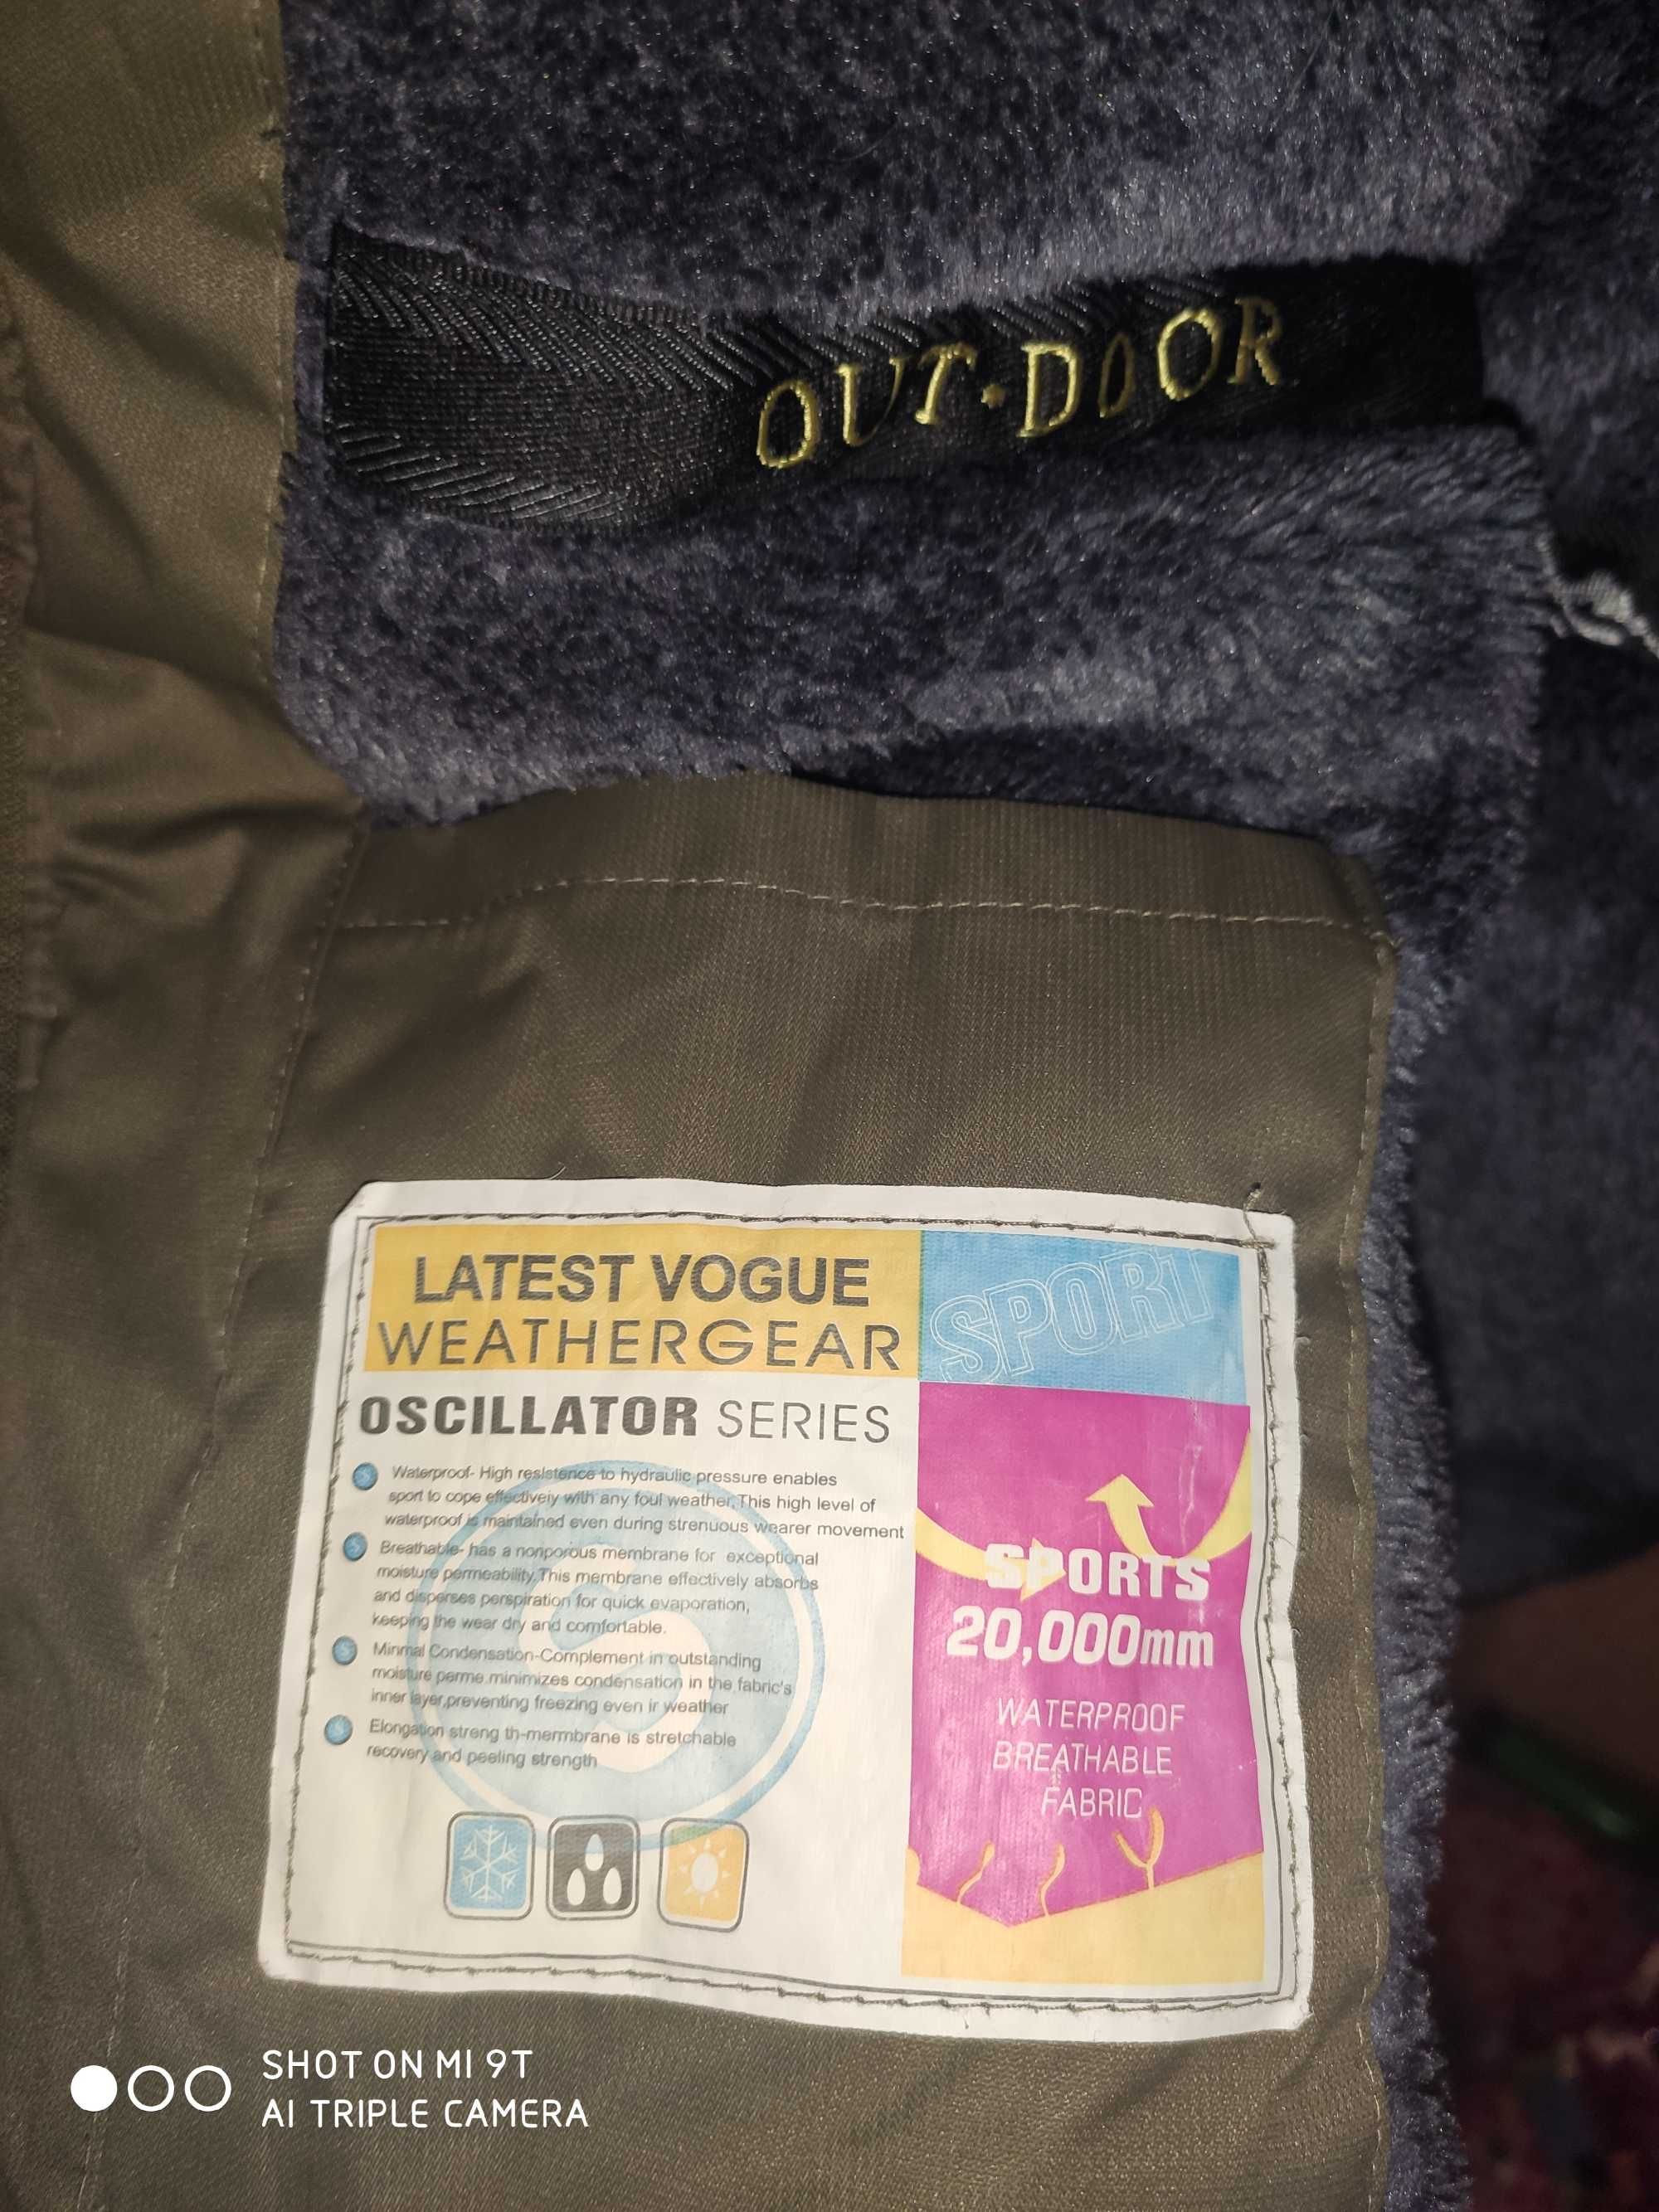 OUT·DOOR
LATEST VOGUE
WEATHERGEAR
SPORT
OSCILLATOR SERIES
Waterproof- High resistence to hydraulic pressure enables
sport to cope effectively with any foul weather, This high level of
waterproof is maintained even during strenuous wearer movement
Breathable- has a nonporous membrane for exceptional
moisture permeability, This membrane effectively absorbs
and disperses perspiration for quick evaporation,
keeping the wear dry and comfortable.
Minmal Condensation-Complement in outstanding
moisture perme.minimizes condensation in the fabric's
inner layer,preventing freezing even ir weather
Elongation streng th-mermbrane is stretchable
recovery and peeling strength
SPORTS
20,000mm
WATERPROOF
BREATHABLE
FABRIC
SHOT ON MI 9T
AI TRIPLE CAMERA